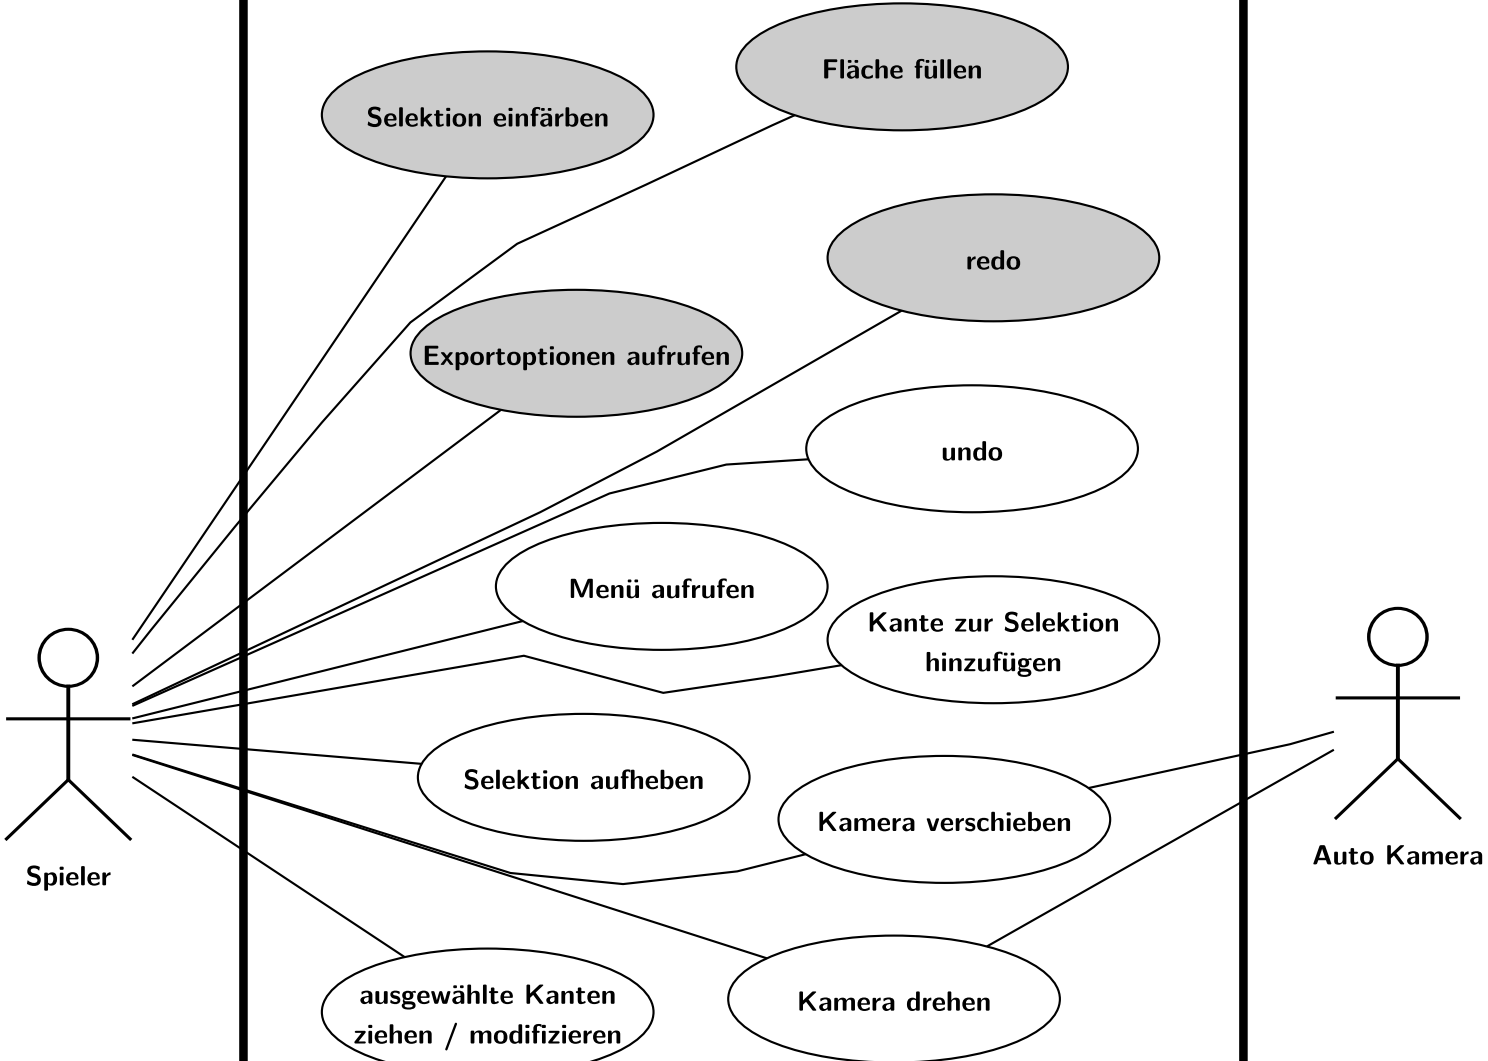 Fläche füllen
Selektion einfärben
redo
Exportoptionen aufrufen
undo
Menü aufrufen
Kante zur Selektion
hinzufügen
Selektion aufheben
Kamera verschieben
Auto Kamera
Spieler
ausgewählte Kanten
ziehen / modifizieren
Kamera drehen